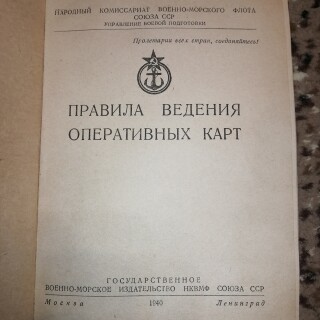 НАРОДНЫЙ КОМИССАРИАТ ВОЕННО-МОРСКОГО ФЛОТА
СОЮЗА ССР
УПРАВЛЕНИЕ БОЕВОЙ ПОДГОТОВКИ
Пролетарии всех стран, соединяйтесь!
ПРАВИЛА ВЕДЕНИЯ
ОПЕРАТИВНЫХ КАРТ
ГОСУДАРСТВЕННОЕ
ВОЕННО-МОРСКОЕ ИЗДАТЕЛЬСТВО НКВМФ СОЮЗА ССР
Москва 1940 Ленинград